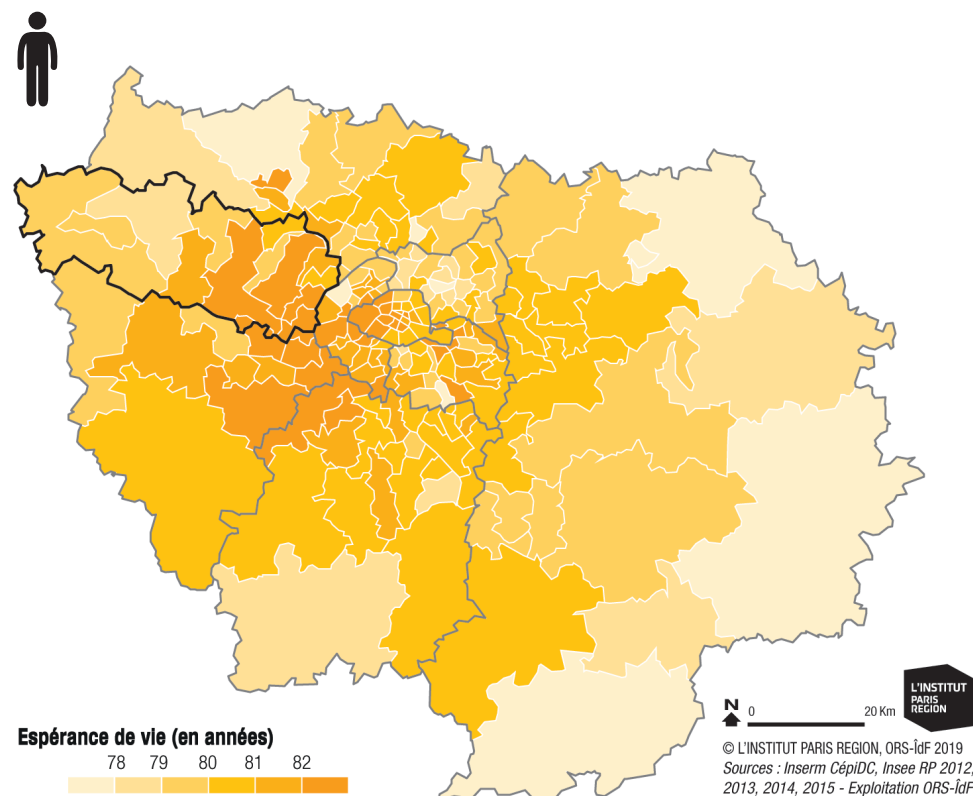 Espérance de vie (en années)
78 79 80 81 82
N 0 20 Km
L'INSTITUT
PARIS
REGION
© L'INSTITUT PARIS REGION, ORS-ÎdF 2019
Sources : Inserm CépiDC, Insee RP 2012,
2013, 2014, 2015 - Exploitation ORS-ÎdF